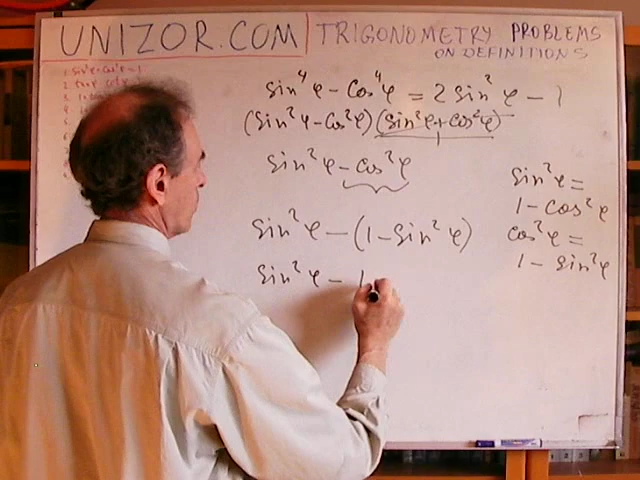 UNIZOR.COM
TRIGONOMETRY PROBLEMS
ON DEFINITIONS
sin⁴φ - cos⁴φ = 2 sin²φ - 1
(sin²φ - cos²φ)(sin²φ + cos²φ)
1
sin²φ - cos²φ
sin²φ - (1 - sin²φ)
sin²φ - 1
sin²φ =
1 - cos²φ
cos²φ =
1 - sin²φ